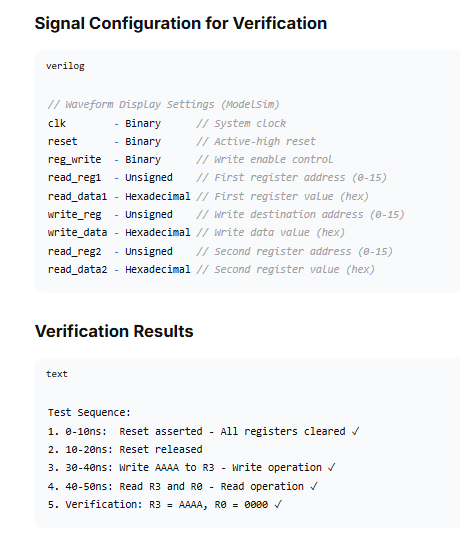 Signal Configuration for Verification
verilog
// Waveform Display Settings (ModelSim)
clk        - Binary      // System clock
reset      - Binary      // Active-high reset
reg_write  - Binary      // Write enable control
read_reg1  - Unsigned    // First register address (0-15)
read_data1 - Hexadecimal // First register value (hex)
write_reg  - Unsigned    // Write destination address (0-15)
write_data - Hexadecimal // Write data value (hex)
read_reg2  - Unsigned    // Second register address (0-15)
read_data2 - Hexadecimal // Second register value (hex)
Verification Results
text
Test Sequence:
1. 0-10ns:  Reset asserted - All registers cleared ✓
2. 10-20ns: Reset released
3. 30-40ns: Write AAAA to R3 - Write operation ✓
4. 40-50ns: Read R3 and R0 - Read operation ✓
5. Verification: R3 = AAAA, R0 = 0000 ✓